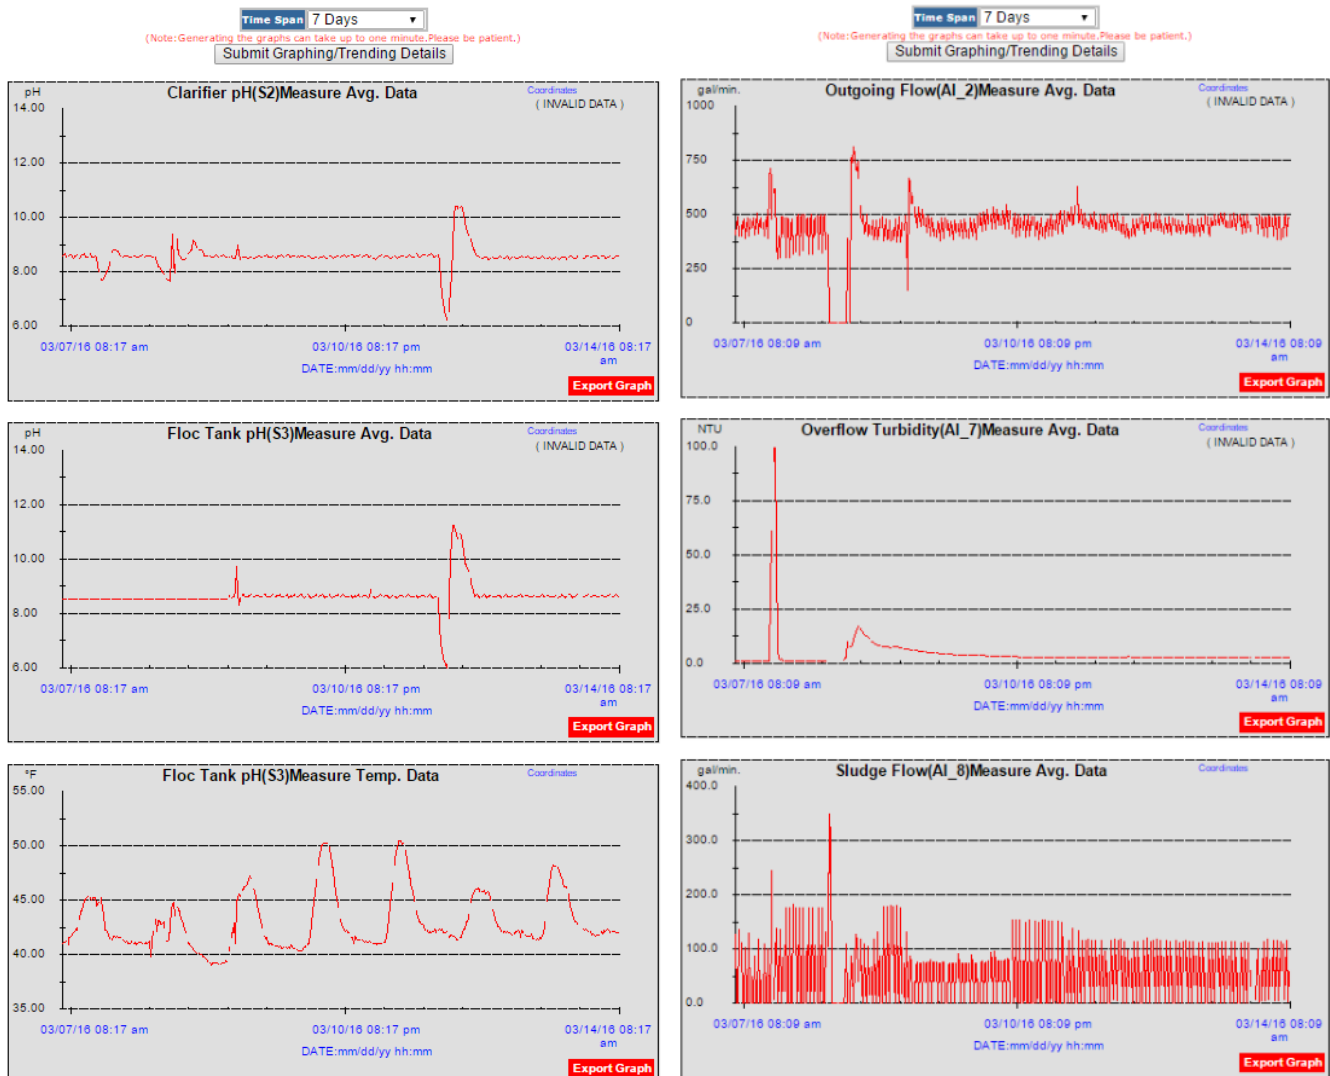 Time Span 7 Days
(Note:Generating the graphs can take up to one minute.Please be patient.)
Submit Graphing/Trending Details
pH
Clarifier pH(S2)Measure Avg. Data
Coordinates
( INVALID DATA )
14.00
12.00
10.00
8.00
6.00
03/07/16 08:17 am
03/10/16 08:17 pm
03/14/16 08:17
am
DATE:mm/dd/yy hh:mm
Export Graph
pH
Floc Tank pH(S3)Measure Avg. Data
Coordinates
( INVALID DATA )
14.00
12.00
10.00
8.00
6.00
03/07/16 08:17 am
03/10/16 08:17 pm
03/14/16 08:17
am
DATE:mm/dd/yy hh:mm
Export Graph
°F
Floc Tank pH(S3)Measure Temp. Data
Coordinates
55.00
50.00
45.00
40.00
35.00
03/07/16 08:17 am
03/10/16 08:17 pm
03/14/16 08:17
am
DATE:mm/dd/yy hh:mm
Export Graph
Time Span 7 Days
(Note:Generating the graphs can take up to one minute.Please be patient.)
Submit Graphing/Trending Details
gal/min.
Outgoing Flow(AI_2)Measure Avg. Data
Coordinates
( INVALID DATA )
1000
750
500
250
0
03/07/16 08:09 am
03/10/16 08:09 pm
03/14/16 08:09
am
DATE:mm/dd/yy hh:mm
Export Graph
NTU
Overflow Turbidity(AI_7)Measure Avg. Data
Coordinates
( INVALID DATA )
100.0
75.0
50.0
25.0
0.0
03/07/16 08:09 am
03/10/16 08:09 pm
03/14/16 08:09
am
DATE:mm/dd/yy hh:mm
Export Graph
gal/min.
Sludge Flow(AI_8)Measure Avg. Data
Coordinates
400.0
300.0
200.0
100.0
0.0
03/07/16 08:09 am
03/10/16 08:09 pm
03/14/16 08:09
am
DATE:mm/dd/yy hh:mm
Export Graph